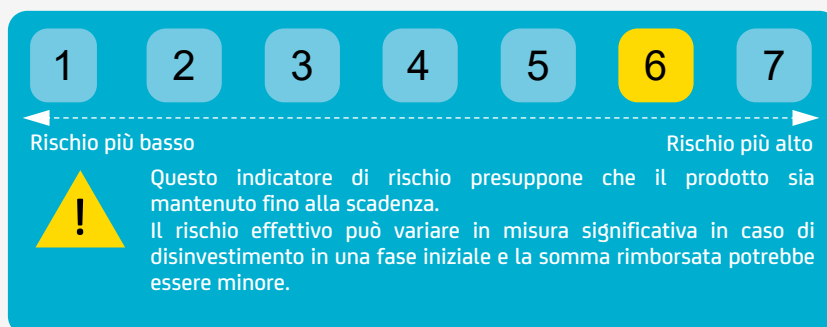 1 2 3 4 5 6 7
Rischio più basso Rischio più alto
! Questo indicatore di rischio presuppone che il prodotto sia
mantenuto fino alla scadenza.
Il rischio effettivo può variare in misura significativa in caso di
disinvestimento in una fase iniziale e la somma rimborsata potrebbe
essere minore.